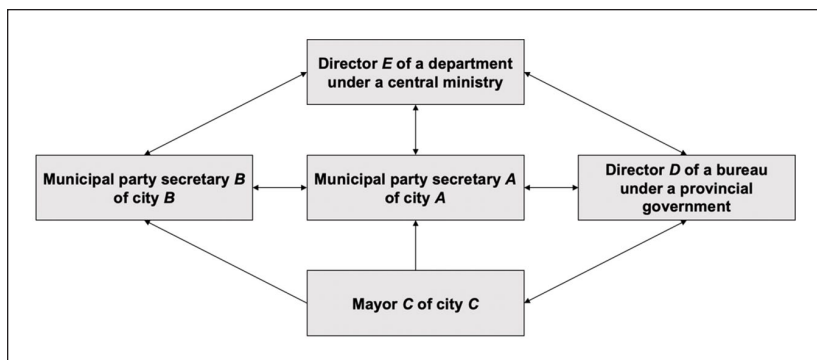 Director E of a department
under a central ministry
Municipal party secretary B
of city B
Municipal party secretary A
of city A
Director D of a bureau
under a provincial
government
Mayor C of city C